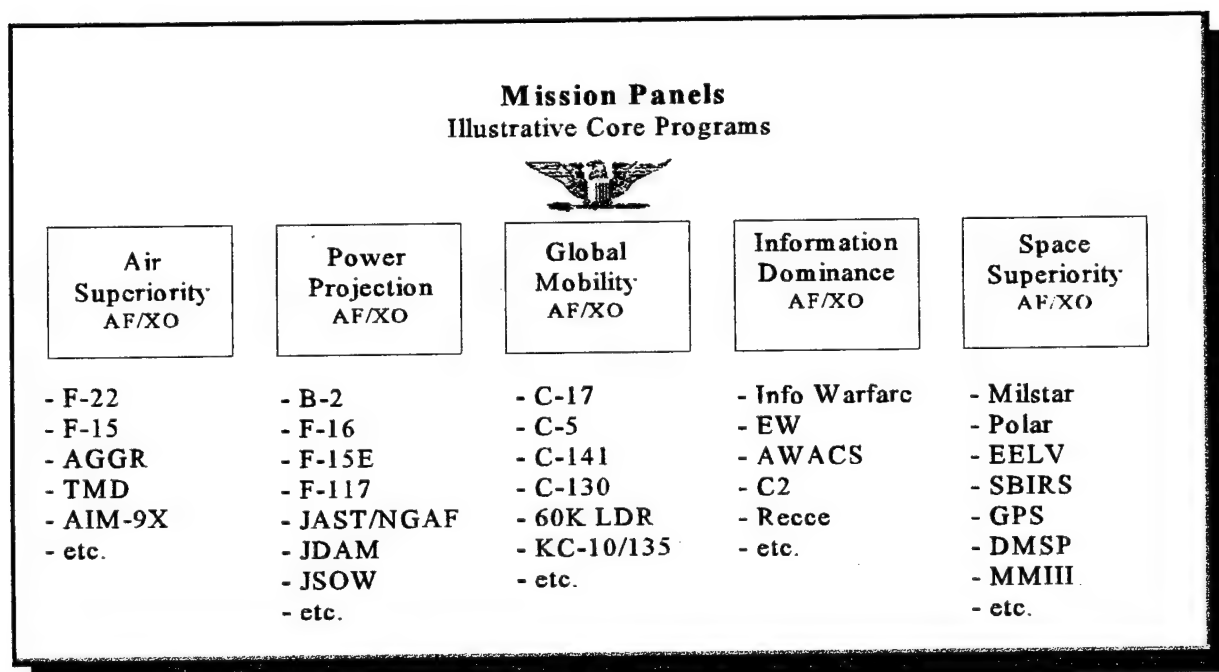 Mission Panels
Illustrative Core Programs
Air
Superiority
AF/XO
- F-22
- F-15
- AGGR
- TMD
- AIM-9X
- etc.
Power
Projection
AF/XO
- B-2
- F-16
- F-15E
- F-117
- JAST/NGAF
- JDAM
- JSOW
- etc.
Global
Mobility
AF/XO
- C-17
- C-5
- C-141
- C-130
- 60K LDR
- KC-10/135
- etc.
Information
Dominance
AF/XO
- Info Warfare
- EW
- AWACS
- C2
- Recce
- etc.
Space
Superiority
AF/XO
- Milstar
- Polar
- EELV
- SBIRS
- GPS
- DMSP
- MMIII
- etc.